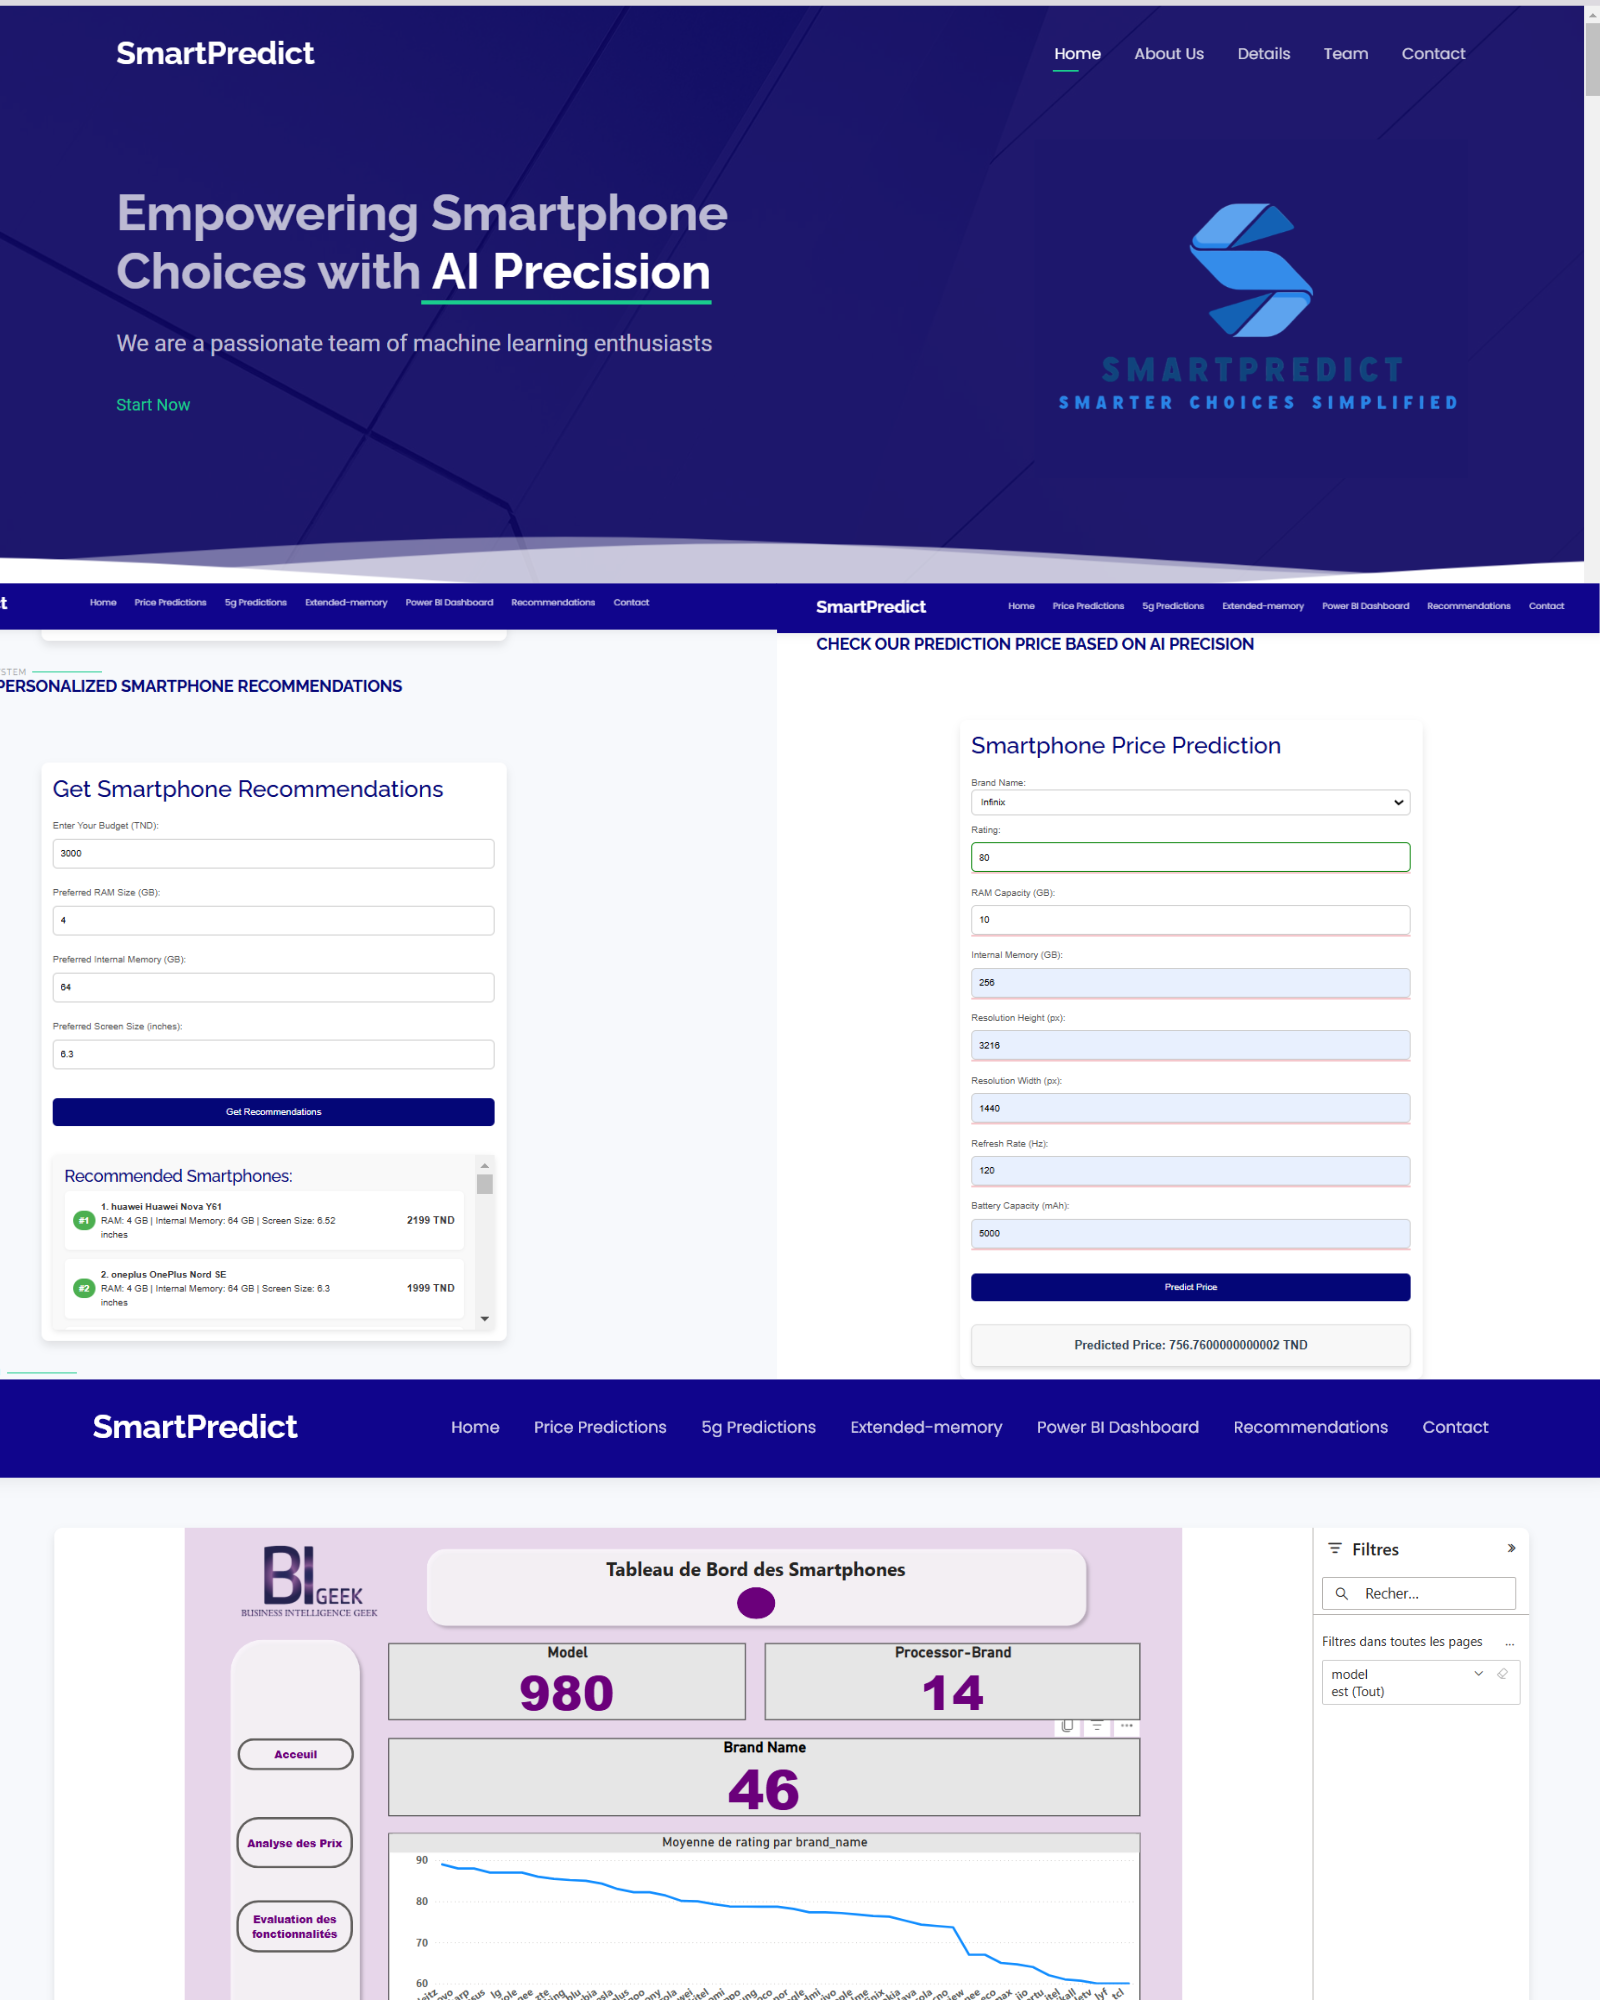 SmartPredict
Home About Us Details Team Contact
Empowering Smartphone
Choices with AI Precision
We are a passionate team of machine learning enthusiasts
Start Now
SMARTPREDICT
SMARTER CHOICES SIMPLIFIED
Home Price Predictions 5g Predictions Extended-memory Power BI Dashboard Recommendations Contact
PERSONALIZED SMARTPHONE RECOMMENDATIONS
Get Smartphone Recommendations
Enter Your Budget (TND):
3000
Preferred RAM Size (GB):
4
Preferred Internal Memory (GB):
64
Preferred Screen Size (inches):
6.3
Get Recommendations
Recommended Smartphones:
#1
1. huawei Huawei Nova Y61
RAM: 4 GB | Internal Memory: 64 GB | Screen Size: 6.52
inches
2199 TND
#2
2. oneplus OnePlus Nord SE
RAM: 4 GB | Internal Memory: 64 GB | Screen Size: 6.3
inches
1999 TND
SmartPredict
Home Price Predictions 5g Predictions Extended-memory Power BI Dashboard Recommendations Contact
CHECK OUR PREDICTION PRICE BASED ON AI PRECISION
Smartphone Price Prediction
Brand Name:
Infinix
Rating:
80
RAM Capacity (GB):
10
Internal Memory (GB):
256
Resolution Height (px):
3216
Resolution Width (px):
1440
Refresh Rate (Hz):
120
Battery Capacity (mAh):
5000
Predict Price
Predicted Price: 756.7600000000002 TND
SmartPredict
Home Price Predictions 5g Predictions Extended-memory Power BI Dashboard Recommendations Contact
BI GEEK
BUSINESS INTELLIGENCE GEEK
Tableau de Bord des Smartphones
Model
980
Processor-Brand
14
Brand Name
46
Acceuil
Analyse des Prix
Evaluation des
fonctionnalités
Moyenne de rating par brand_name
90
80
70
60
Filtres
Recher...
Filtres dans toutes les pages ...
model
est (Tout)